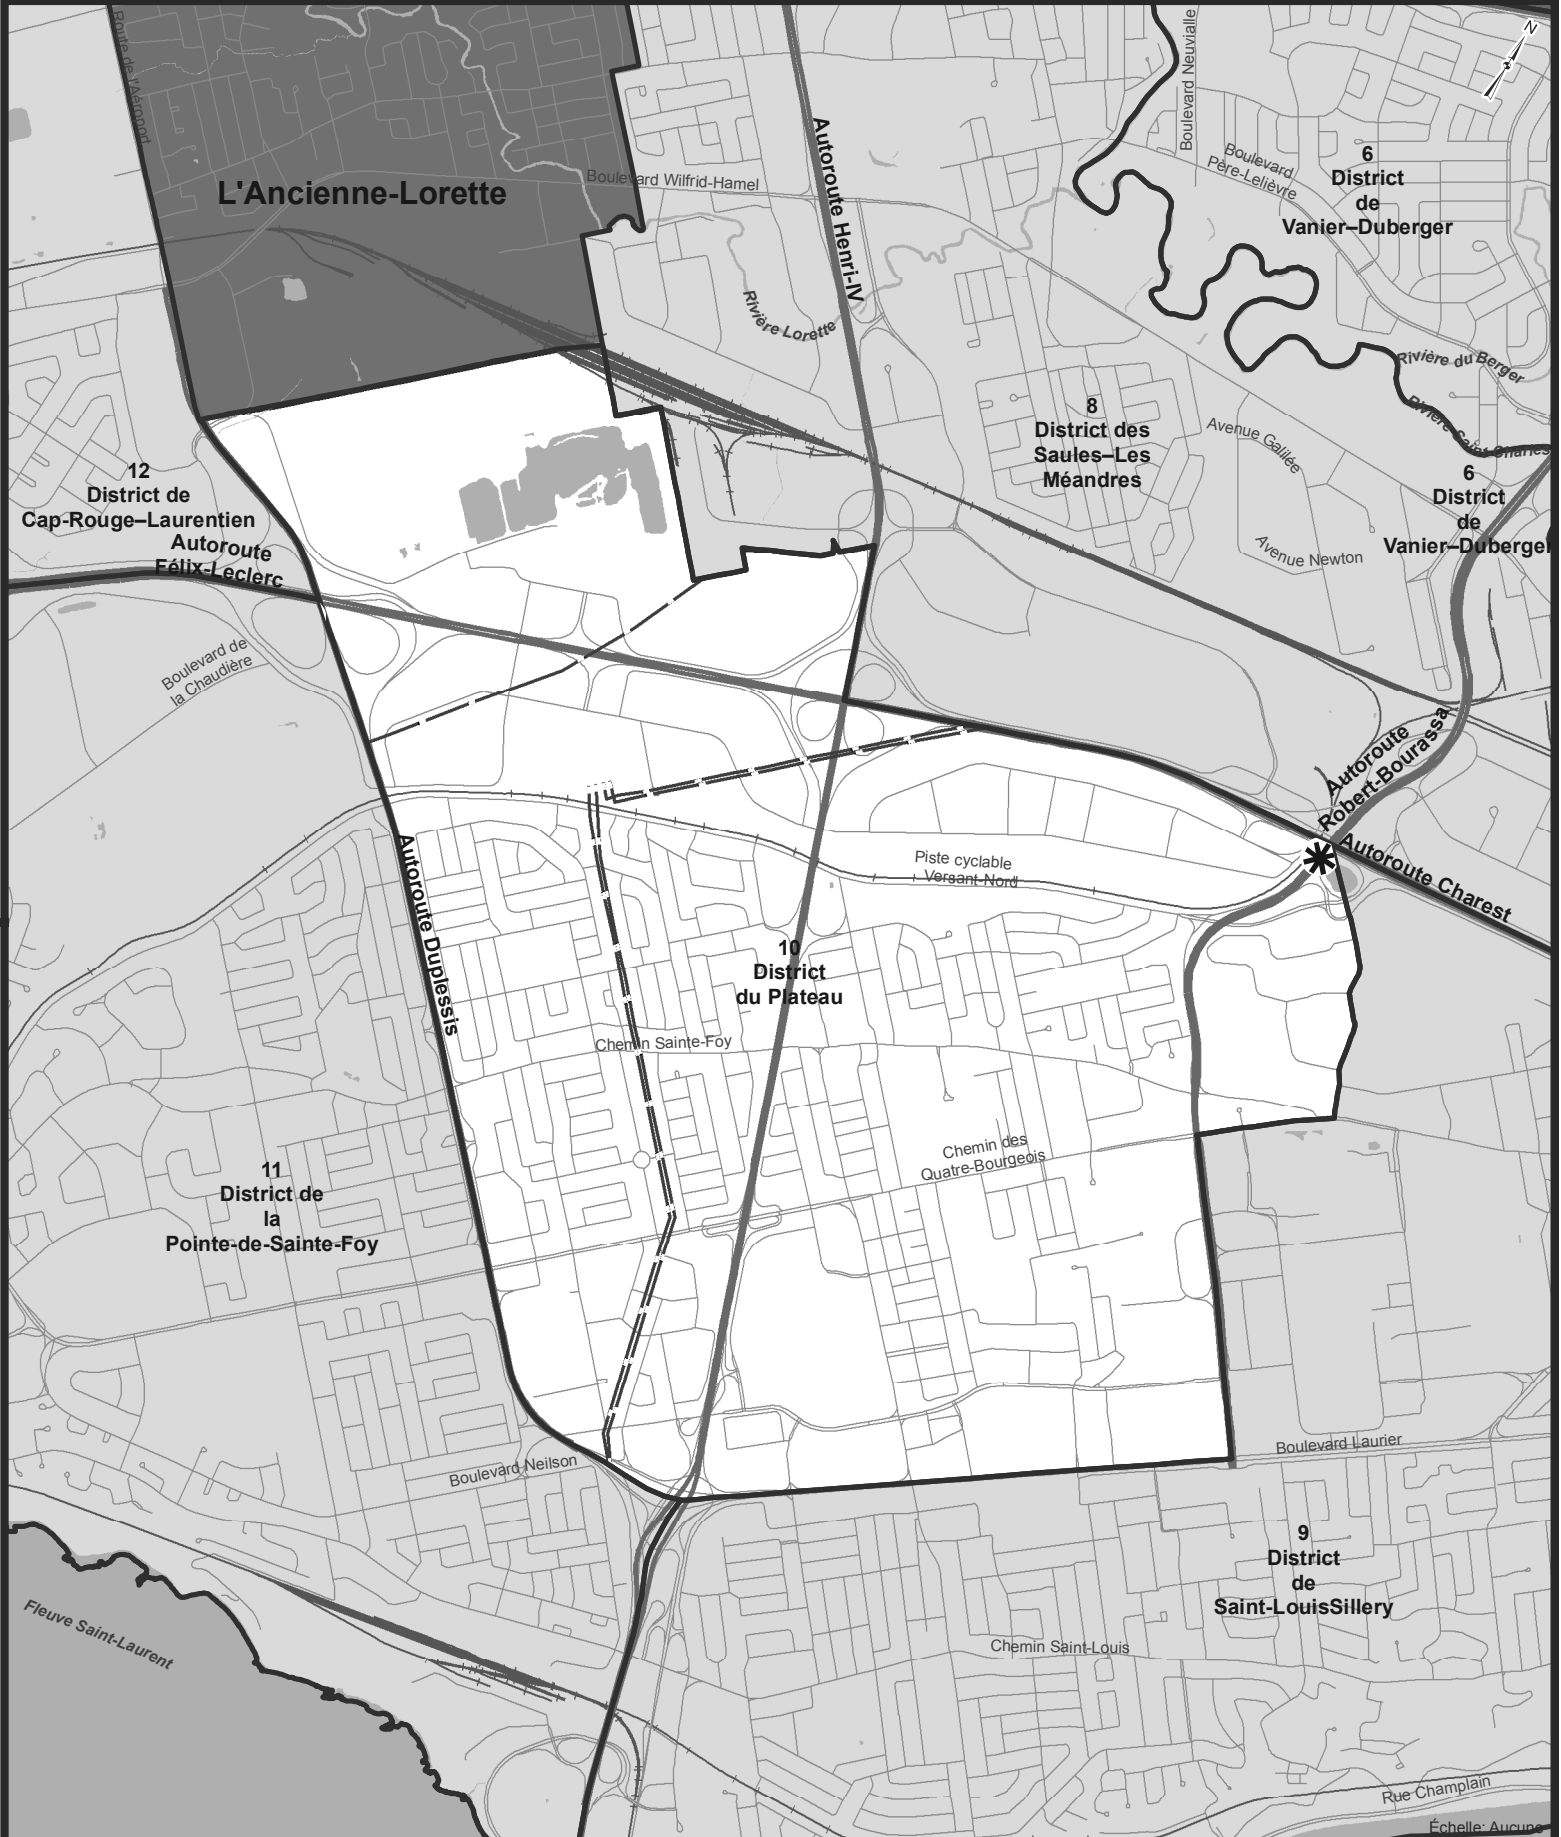 N
Route de l'Aéroport
Boulevard Neuvialle
Autoroute Henri-IV
Boulevard
Père-Lelièvre
6
District
de
Vanier–Duberger
L'Ancienne-Lorette
Boulevard Wilfrid-Hamel
Rivière Lorette
Rivière du Berger
Rivière Saint-Charles
8
District des
Saules–Les
Méandres
Avenue Galilée
12
District de
Cap-Rouge–Laurentien
Autoroute
Félix-Leclerc
6
District
de
Vanier–Duberger
Avenue Newton
Boulevard de
la Chaudière
Autoroute
Robert-Bourassa
Autoroute Charest
Autoroute Duplessis
Piste cyclable
Versant-Nord
10
District
du Plateau
Chemin Sainte-Foy
Chemin des
Quatre-Bourgeois
11
District de
la
Pointe-de-Sainte-Foy
Boulevard Laurier
Boulevard Neilson
9
District
de
Saint-LouisSillery
Fleuve Saint-Laurent
Chemin Saint-Louis
Rue Champlain
Échelle: Aucune